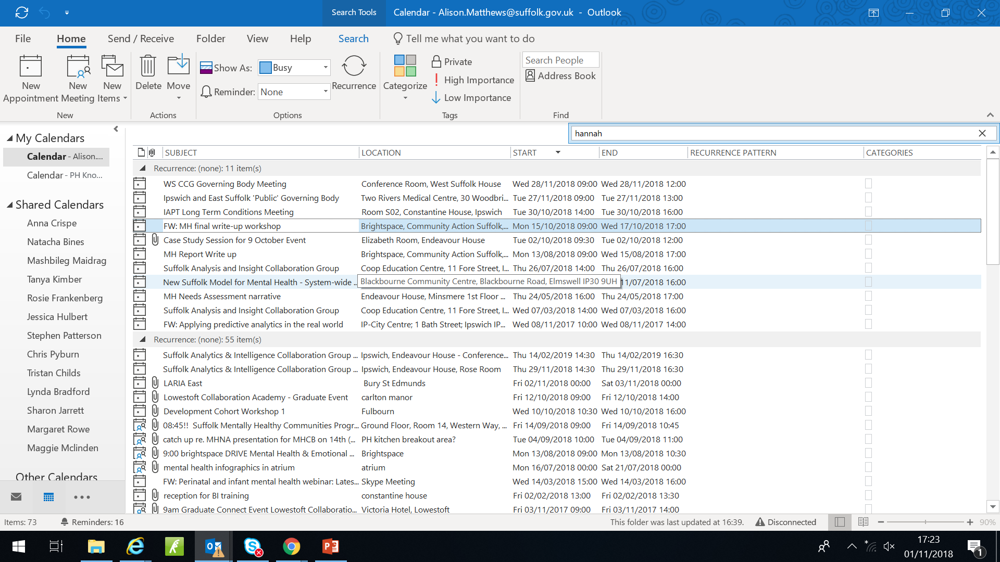 Search Tools Calendar - Alison.Matthews@suffolk.gov.uk - Outlook
File Home Send / Receive Folder View Help Search Tell me what you want to do
New Appointment
New Meeting
New Items
New
Delete
Move
Actions
Show As: Busy
Reminder: None
Recurrence
Options
Categorize
Private
High Importance
Low Importance
Tags
Search People
Address Book
Find
hannah
My Calendars
Calendar - Alison....
Calendar - PH Kno...
Shared Calendars
Anna Crispe
Natacha Bines
Mashbileg Maidrag
Tanya Kimber
Rosie Frankenberg
Jessica Hulbert
Stephen Patterson
Chris Pyburn
Tristan Childs
Lynda Bradford
Sharon Jarrett
Margaret Rowe
Maggie Mclinden
Other Calendars
SUBJECT LOCATION START END RECURRENCE PATTERN CATEGORIES
Recurrence: (none): 11 item(s)
WS CCG Governing Body Meeting Conference Room, West Suffolk House Wed 28/11/2018 09:00 Wed 28/11/2018 12:00
Ipswich and East Suffolk 'Public' Governing Body Two Rivers Medical Centre, 30 Woodbri... Tue 27/11/2018 09:00 Tue 27/11/2018 13:00
IAPT Long Term Conditions Meeting Room S02, Constantine House, Ipswich Tue 30/10/2018 14:00 Tue 30/10/2018 16:00
FW: MH final write-up workshop Brightspace, Community Action Suffolk,... Mon 15/10/2018 09:00 Wed 17/10/2018 17:00
Case Study Session for 9 October Event Elizabeth Room, Endeavour House Tue 02/10/2018 09:30 Tue 02/10/2018 12:00
MH Report Write up Brightspace, Community Action Suffolk,... Mon 13/08/2018 09:00 Wed 15/08/2018 17:00
Suffolk Analysis and Insight Collaboration Group Coop Education Centre, 11 Fore Street, I... Thu 26/07/2018 14:00 Thu 26/07/2018 16:00
New Suffolk Model for Mental Health - System-wide ... Blackbourne Community Centre, Blackbourne Road, Elmswell IP30 9UH 11/07/2018 16:00
MH Needs Assessment narrative Endeavour House, Minsmere 1st Floor ... Thu 24/05/2018 16:00 Thu 24/05/2018 17:00
Suffolk Analysis and Insight Collaboration Group Coop Education Centre, 11 Fore Street, I... Wed 07/03/2018 14:00 Wed 07/03/2018 16:00
FW: Applying predictive analytics in the real world IP-City Centre; 1 Bath Street; Ipswich IP... Wed 08/11/2017 10:00 Wed 08/11/2017 14:00
Recurrence: (none): 55 item(s)
Suffolk Analytics & Intelligence Collaboration Group ... Ipswich, Endeavour House - Conference... Thu 14/02/2019 14:30 Thu 14/02/2019 16:30
Suffolk Analytics & Intelligence Collaboration Group ... Ipswich, Endeavour House, Rose Room Thu 29/11/2018 14:30 Thu 29/11/2018 16:30
LARIA East Bury St Edmunds Fri 02/11/2018 00:00 Sat 03/11/2018 00:00
Lowestoft Collaboration Academy - Graduate Event carlton manor Fri 12/10/2018 09:00 Fri 12/10/2018 14:00
Development Cohort Workshop 1 Fulbourn Wed 10/10/2018 10:30 Wed 10/10/2018 16:00
08:45!! Suffolk Mentally Healthy Communities Progr... Ground Floor, Room 14, Western Way, ... Fri 14/09/2018 09:00 Fri 14/09/2018 10:45
catch up re. MHNA presentation for MHCB on 14th (... PH kitchen breakout area? Tue 04/09/2018 10:00 Tue 04/09/2018 11:00
9:00 brightspace DRIVE Mental Health & Emotional ... Brightspace Mon 13/08/2018 09:00 Mon 13/08/2018 10:30
mental health infographics in atrium atrium Mon 16/07/2018 00:00 Sat 21/07/2018 00:00
FW: Perinatal and infant mental health webinar: Lates... Skype Meeting Wed 14/03/2018 15:00 Wed 14/03/2018 16:00
reception for BI training constantine house Fri 02/02/2018 13:00 Fri 02/02/2018 13:30
9am Graduate Connect Event Lowestoft Collaboratio... Victoria Hotel, Lowestoft Fri 03/11/2017 09:00 Fri 03/11/2017 14:00
Items: 73 Reminders: 16 This folder was last updated at 16:39. Disconnected 90%
17:23
01/11/2018
1